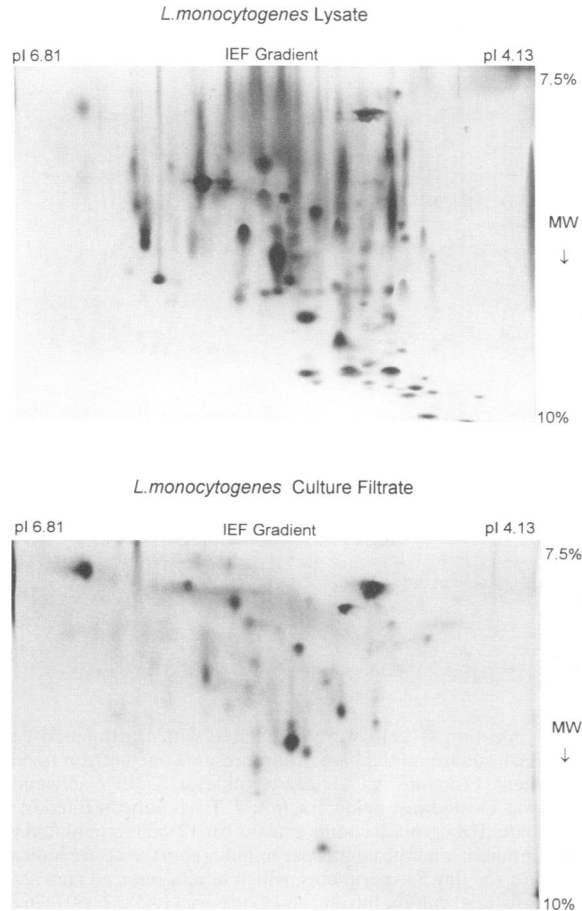 L.monocytogenes Lysate
pI 6.81 IEF Gradient pI 4.13
7.5%
MW
↓
10%
L.monocytogenes Culture Filtrate
pI 6.81 IEF Gradient pI 4.13
7.5%
MW
↓
10%